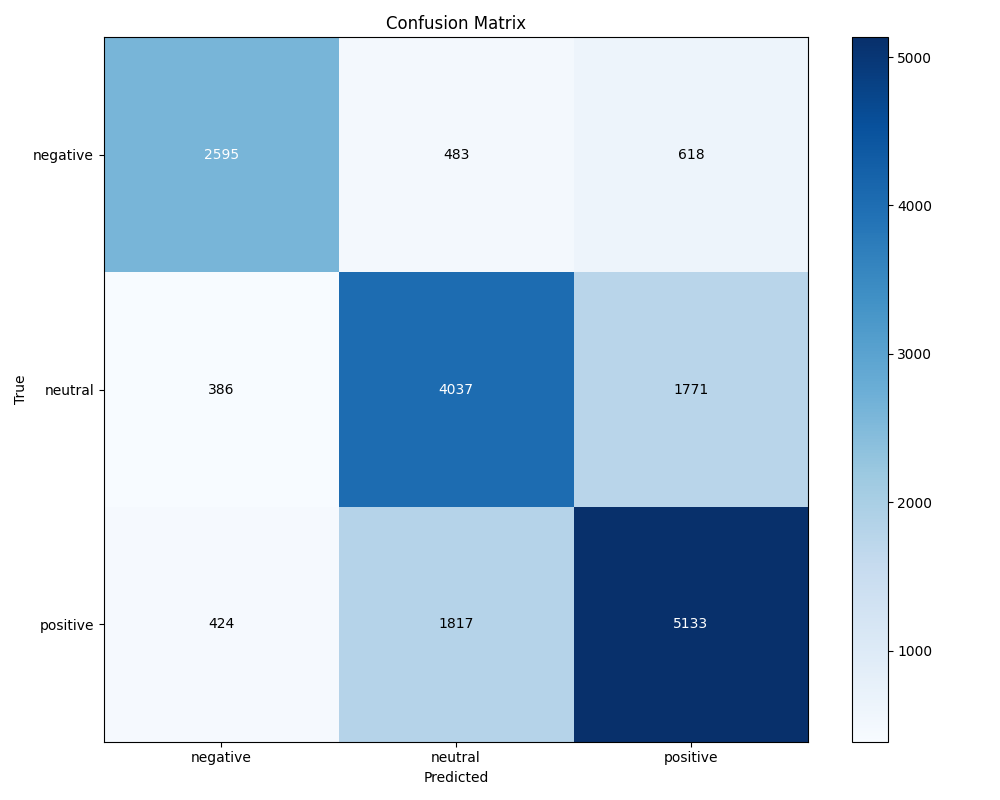 Confusion Matrix
negative 2595 483 618
neutral 386 4037 1771
positive 424 1817 5133
negative neutral positive
Predicted
True
5000
4000
3000
2000
1000